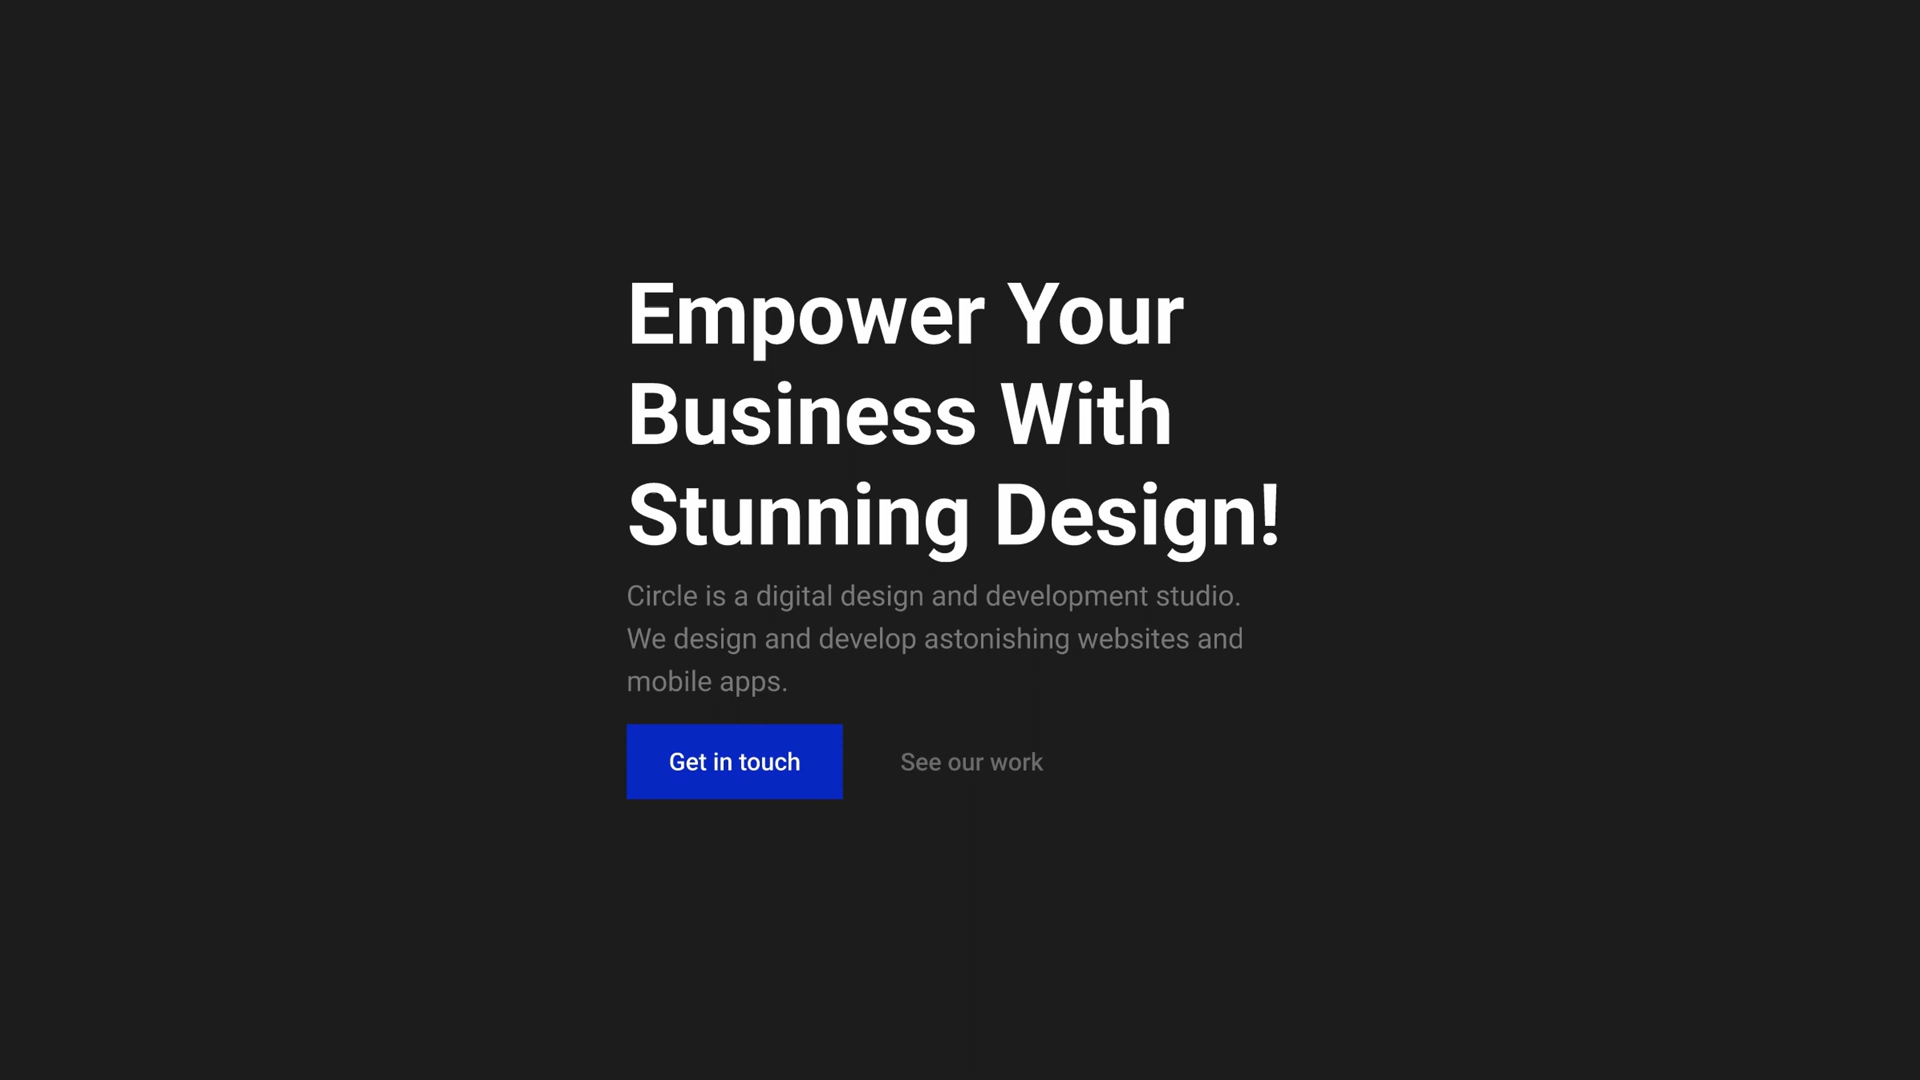 Empower Your
Business With
Stunning Design!
Circle is a digital design and development studio.
We design and develop astonishing websites and
mobile apps.
Get in touch
See our work